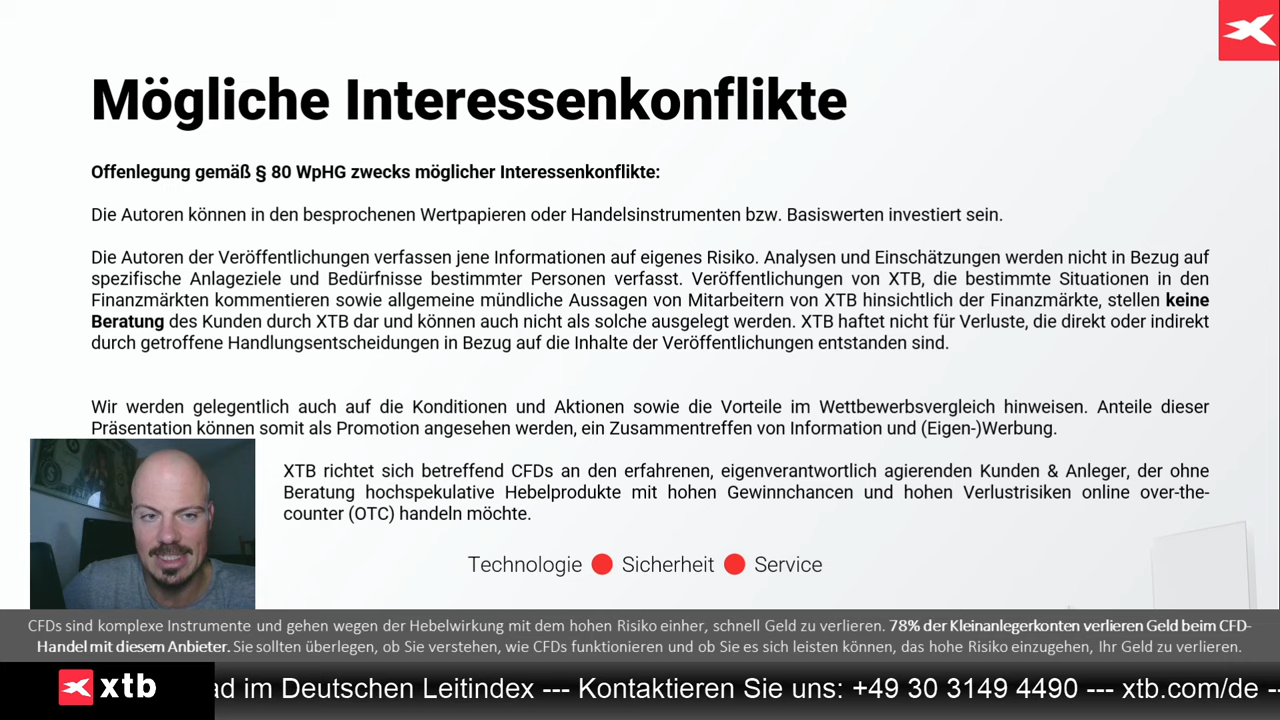 Mögliche Interessenkonflikte
Offenlegung gemäß § 80 WpHG zwecks möglicher Interessenkonflikte:
Die Autoren können in den besprochenen Wertpapieren oder Handelsinstrumenten bzw. Basiswerten investiert sein.
Die Autoren der Veröffentlichungen verfassen jene Informationen auf eigenes Risiko. Analysen und Einschätzungen werden nicht in Bezug auf
spezifische Anlageziele und Bedürfnisse bestimmter Personen verfasst. Veröffentlichungen von XTB, die bestimmte Situationen in den
Finanzmärkten kommentieren sowie allgemeine mündliche Aussagen von Mitarbeitern von XTB hinsichtlich der Finanzmärkte, stellen keine
Beratung des Kunden durch XTB dar und können auch nicht als solche ausgelegt werden. XTB haftet nicht für Verluste, die direkt oder indirekt
durch getroffene Handlungsentscheidungen in Bezug auf die Inhalte der Veröffentlichungen entstanden sind.
Wir werden gelegentlich auch auf die Konditionen und Aktionen sowie die Vorteile im Wettbewerbsvergleich hinweisen. Anteile dieser
Präsentation können somit als Promotion angesehen werden, ein Zusammentreffen von Information und (Eigen-)Werbung.
XTB richtet sich betreffend CFDs an den erfahrenen, eigenverantwortlich agierenden Kunden & Anleger, der ohne
Beratung hochspekulative Hebelprodukte mit hohen Gewinnchancen und hohen Verlustrisiken online over-the-
counter (OTC) handeln möchte.
Technologie Sicherheit Service
CFDs sind komplexe Instrumente und gehen wegen der Hebelwirkung mit dem hohen Risiko einher, schnell Geld zu verlieren. 78% der Kleinanlegerkonten verlieren Geld beim CFD-
Handel mit diesem Anbieter. Sie sollten überlegen, ob Sie verstehen, wie CFDs funktionieren und ob Sie es sich leisten können, das hohe Risiko einzugehen, Ihr Geld zu verlieren.
xtb ad im Deutschen Leitindex --- Kontaktieren Sie uns: +49 30 3149 4490 --- xtb.com/de --